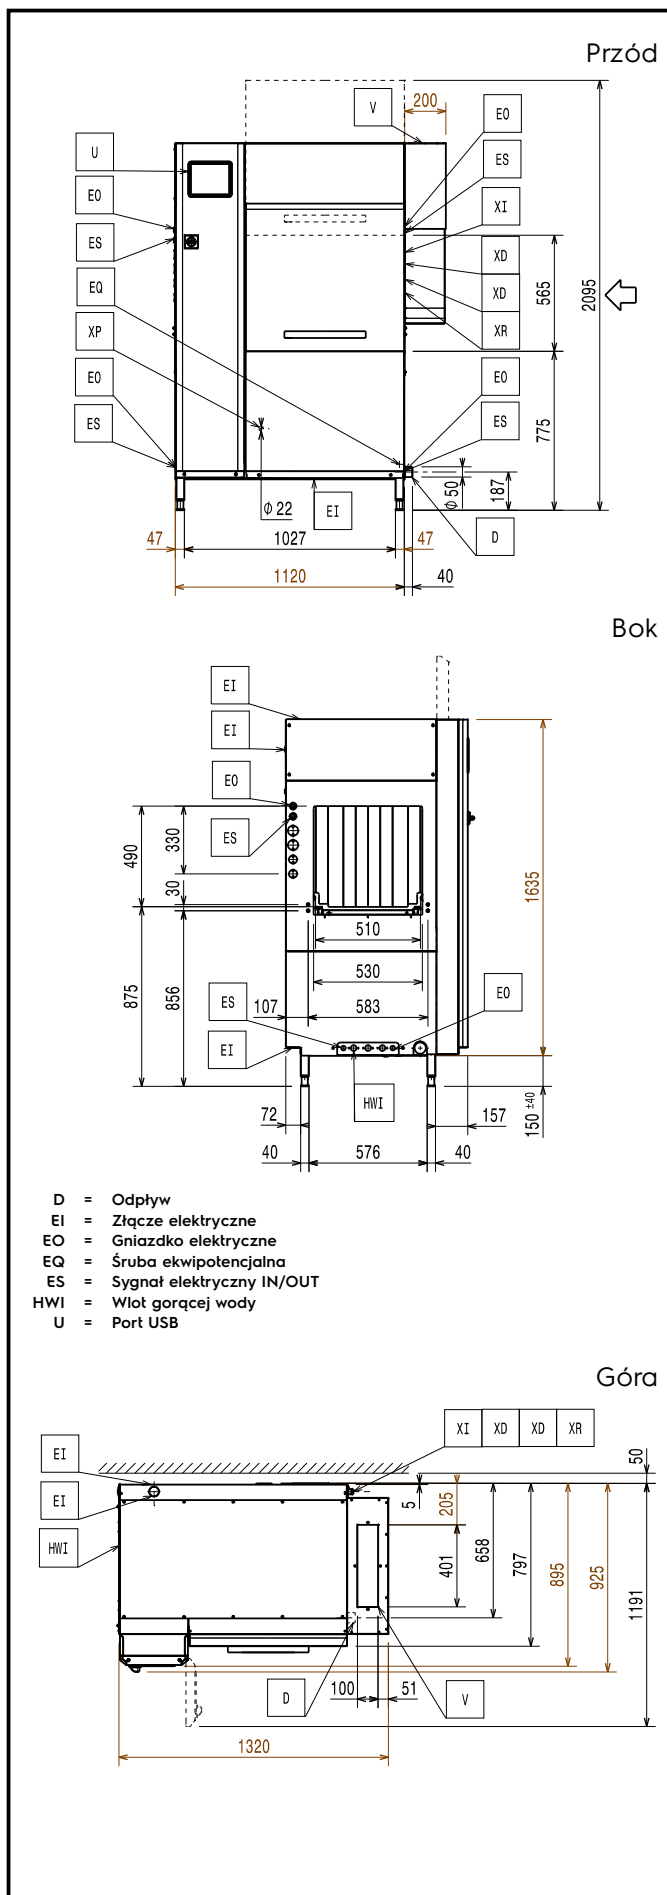 Przód
V
200
EO
U
ES
EO
XI
ES
XD
EQ
XD
XP
XR
EO
EO
ES
ES
565
2095
775
Φ 22
EI
Φ 50
187
D
47
1027
47
1120
40
Bok
EI
EI
EO
ES
490
330
30
1635
510
530
875
856
ES
107
583
EO
EI
HWI
72
157
150 ±40
40
576
40
D = Odpływ
EI = Złącze elektryczne
EO = Gniazdko elektryczne
EQ = Śruba ekwipotencjalna
ES = Sygnał elektryczny IN/OUT
HWI = Wlot gorącej wody
U = Port USB
Góra
XI XD XD XR
EI
50
EI
5
205
HWI
401
658
797
895
925
1191
D
100
51
V
1320